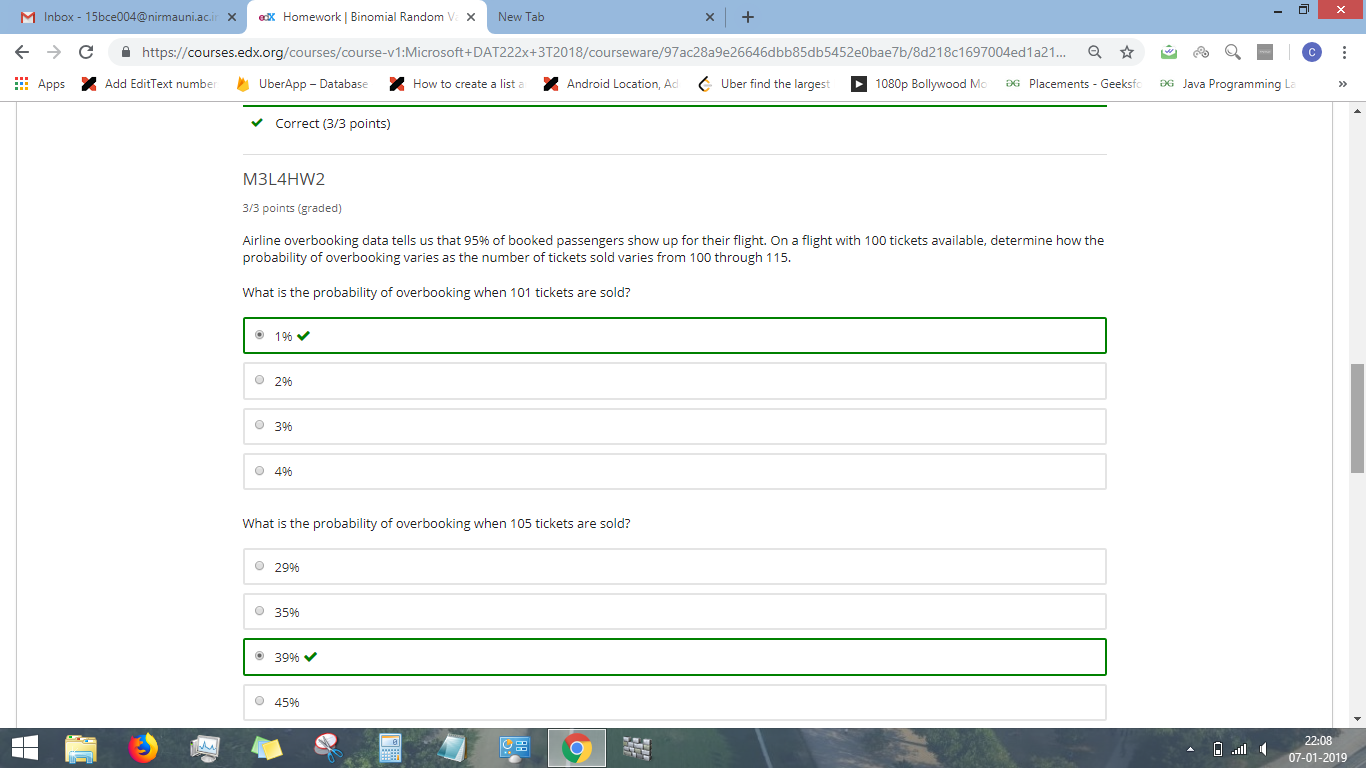 Inbox - 15bce004@nirmauni.ac.i
edX Homework | Binomial Random Va
New Tab
https://courses.edx.org/courses/course-v1:Microsoft+DAT222x+3T2018/courseware/97ac28a9e26646dbb85db5452e0bae7b/8d218c1697004ed1a21...
C
Apps
Add EditText number
UberApp – Database
How to create a list a
Android Location, Ad
Uber find the largest
1080p Bollywood Mo
Placements - Geeksfo
Java Programming La
»
Correct (3/3 points)
M3L4HW2
3/3 points (graded)
Airline overbooking data tells us that 95% of booked passengers show up for their flight. On a flight with 100 tickets available, determine how the
probability of overbooking varies as the number of tickets sold varies from 100 through 115.
What is the probability of overbooking when 101 tickets are sold?
1%
2%
3%
4%
What is the probability of overbooking when 105 tickets are sold?
29%
35%
39%
45%
22:08
07-01-2019